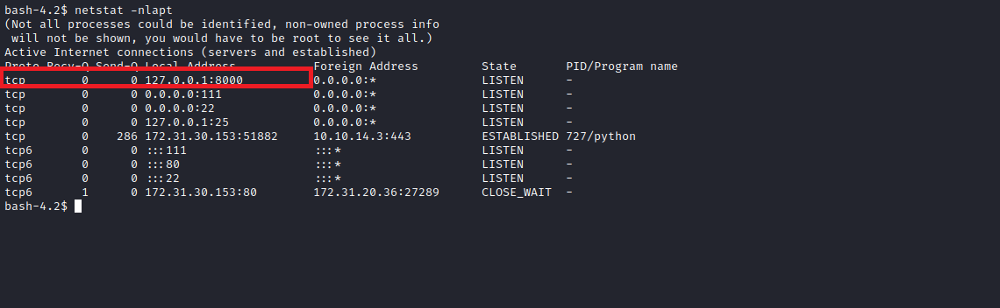 bash-4.2$ netstat -nlapt
(Not all processes could be identified, non-owned process info
 will not be shown, you would have to be root to see it all.)
Active Internet connections (servers and established)
Proto Recv-Q Send-Q Local Address           Foreign Address         State       PID/Program name
tcp        0      0 127.0.0.1:8000          0.0.0.0:*               LISTEN      -
tcp        0      0 0.0.0.0:111             0.0.0.0:*               LISTEN      -
tcp        0      0 0.0.0.0:22              0.0.0.0:*               LISTEN      -
tcp        0      0 127.0.0.1:25            0.0.0.0:*               LISTEN      -
tcp        0    286 172.31.30.153:51882     10.10.14.3:443          ESTABLISHED 727/python
tcp6       0      0 :::111                  :::*                    LISTEN      -
tcp6       0      0 :::80                   :::*                    LISTEN      -
tcp6       0      0 :::22                   :::*                    LISTEN      -
tcp6       1      0 172.31.30.153:80        172.31.20.36:27289      CLOSE_WAIT  -
bash-4.2$